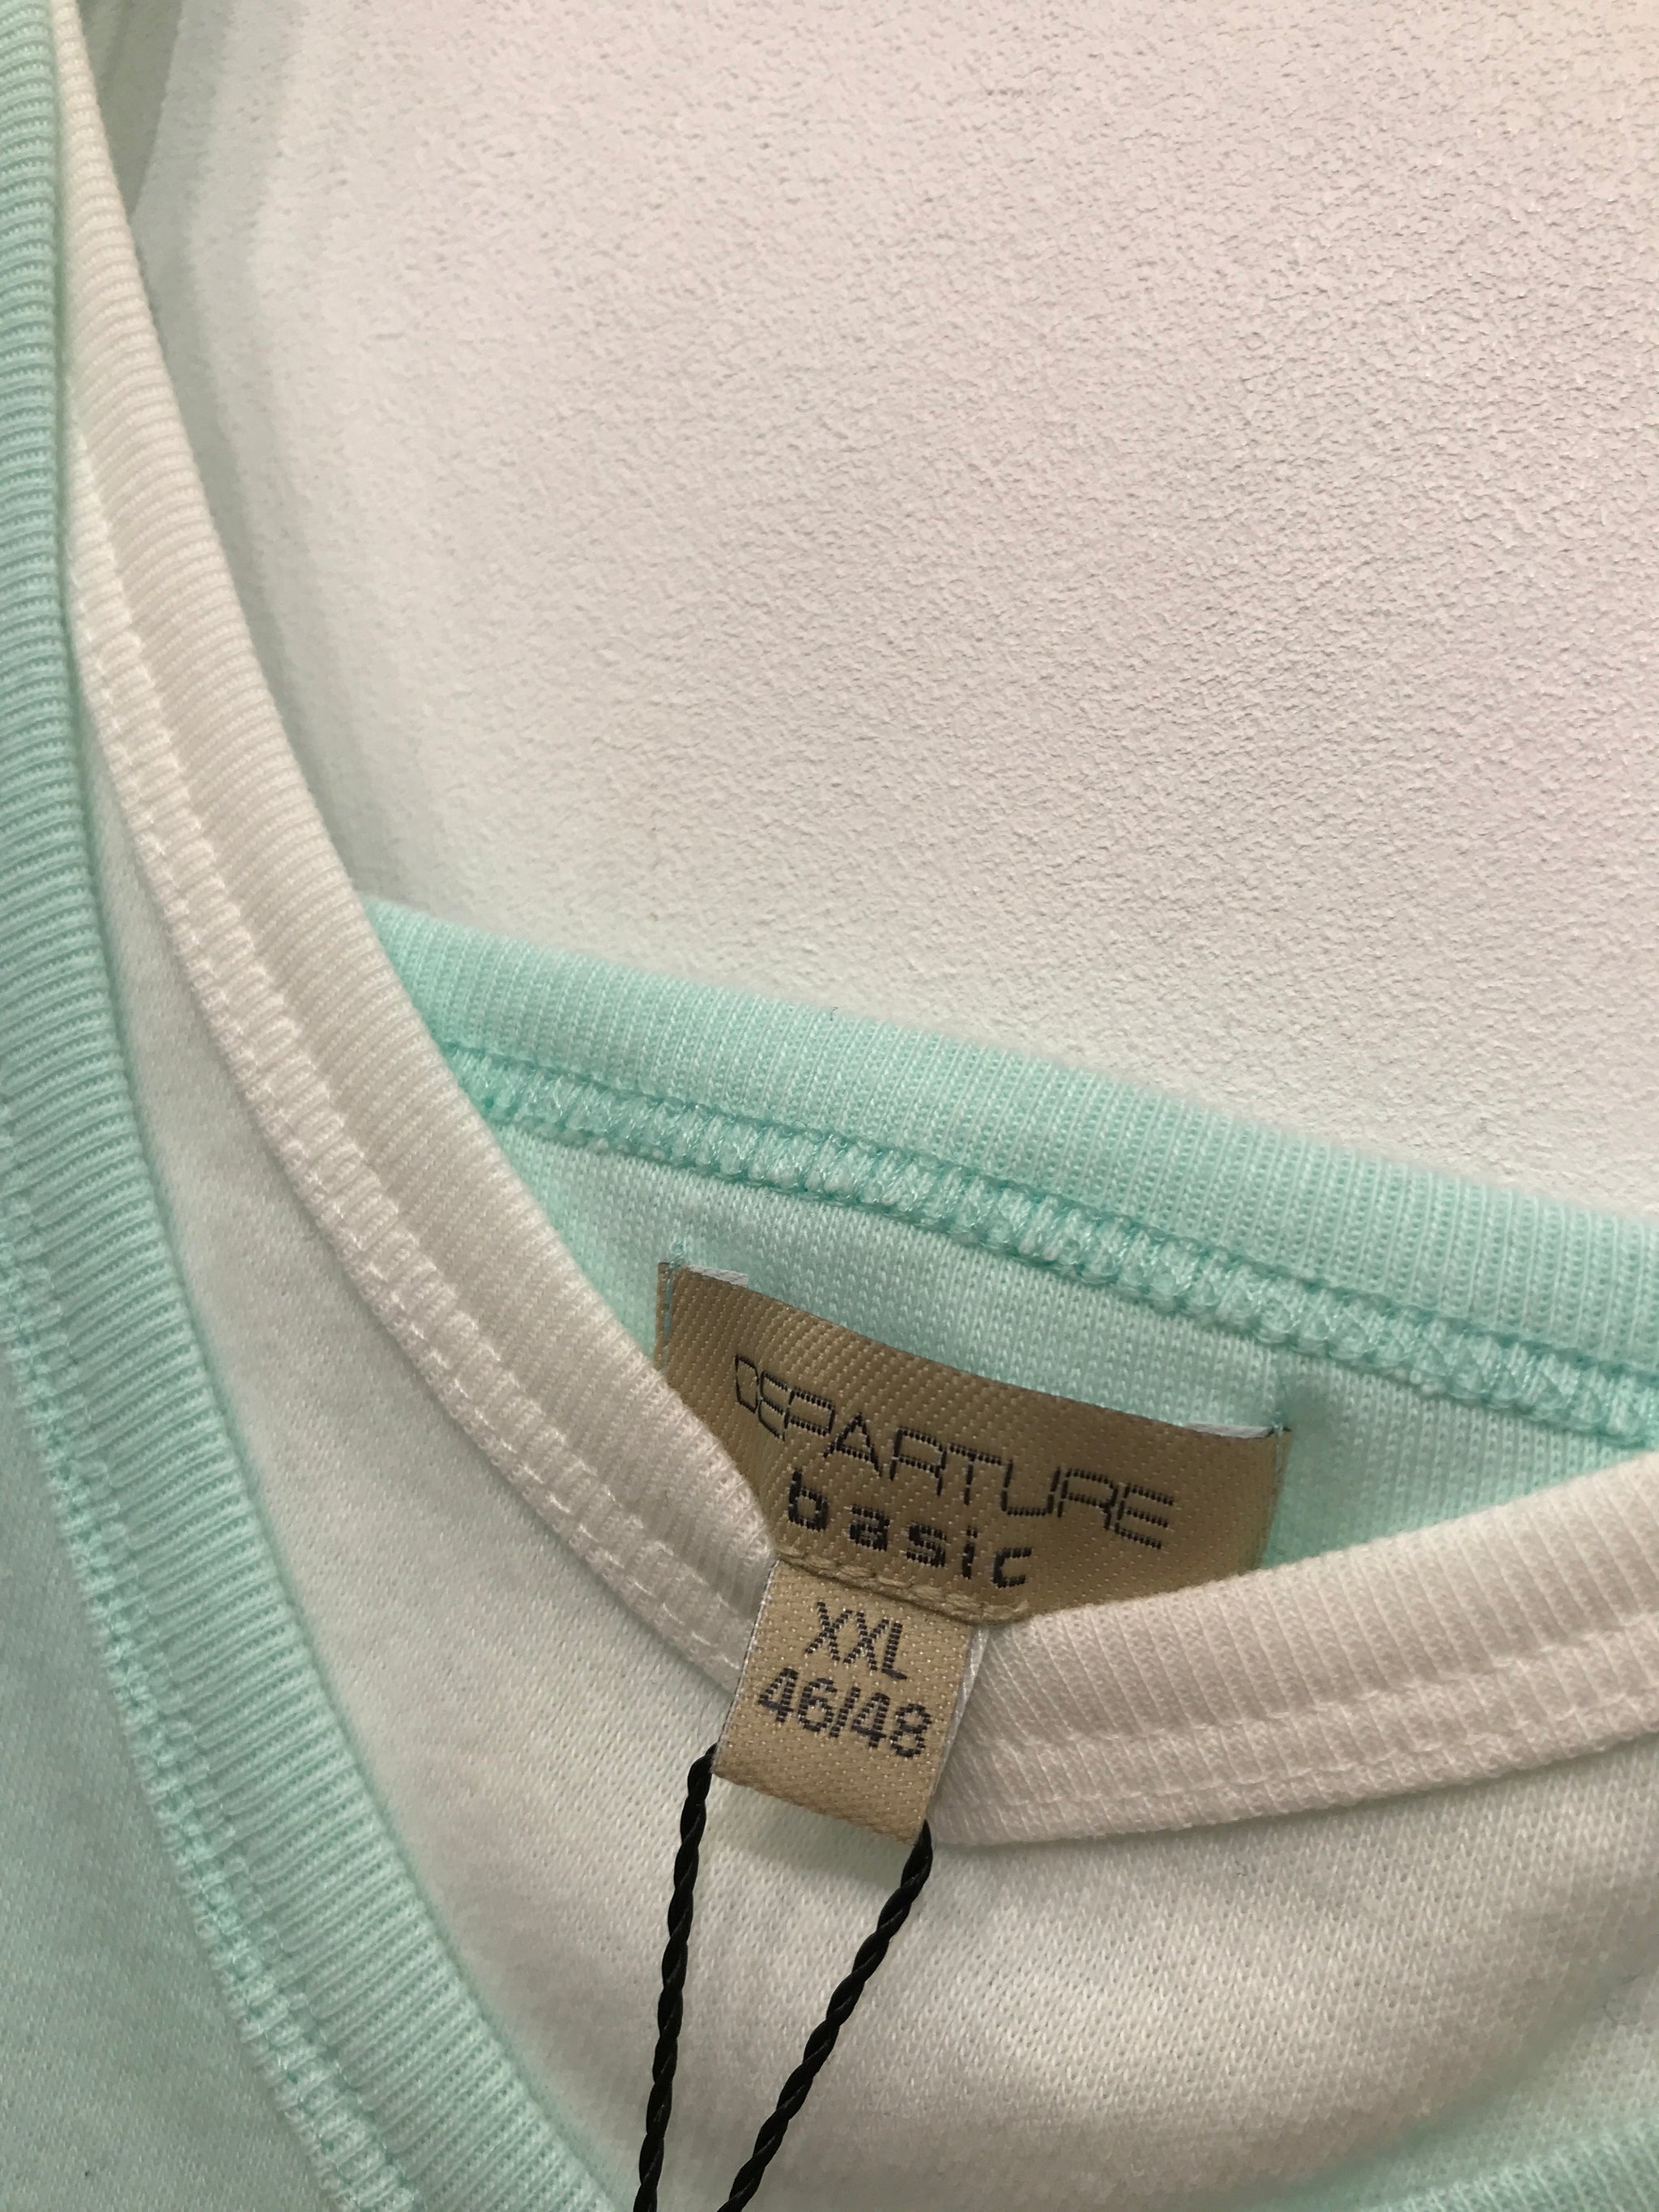 DEPARTURE
basic
XXL
46/48